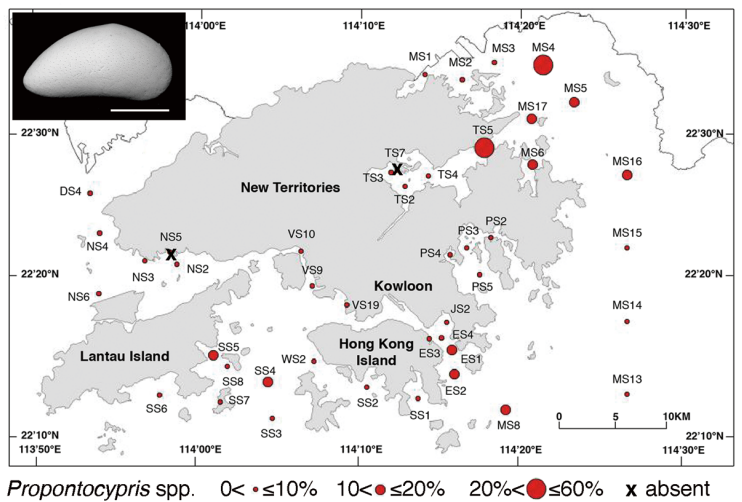 114°00'E 114°10'E 114°20'E 114°30'E
MS1 MS2 MS3 MS4
MS5
MS17
22°30'N TS5 22°30'N
TS7 MS6
MS16
TS3 TS4
New Territories
DS4 TS2
NS5 VS10 PS3 PS2
NS4 MS15
PS4
NS3 NS2
22°20'N VS9 22°20'N
Kowloon PS5
NS6
VS19 JS2 MS14
Hong Kong
Island
ES4
SS5 ES3
Lantau Island WS2 ES1
SS4
SS8 ES2 MS13
SS6 SS7 SS2 SS1
0 5 10KM
SS3 MS8
22°10'N 22°10'N
113°50'E 114°00'E 114°10'E 114°20'E 114°30'E
Propontocypris spp. 0< ≤10% 10< ≤20% 20%< ≤60% x absent